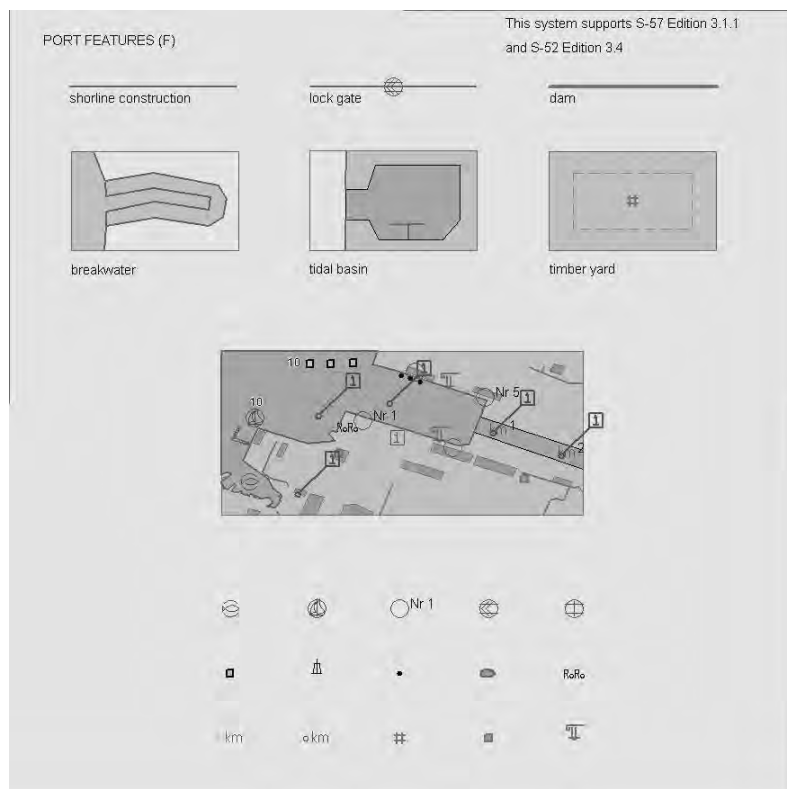 PORT FEATURES (F)
This system supports S-57 Edition 3.1.1
and S-52 Edition 3.4
shorline construction
lock gate
dam
breakwater
tidal basin
timber yard
10
1
1
10
Nr 5
1
Nr 1
RoRo
1
1
1
2
1
Nr 1
RoRo
km
km